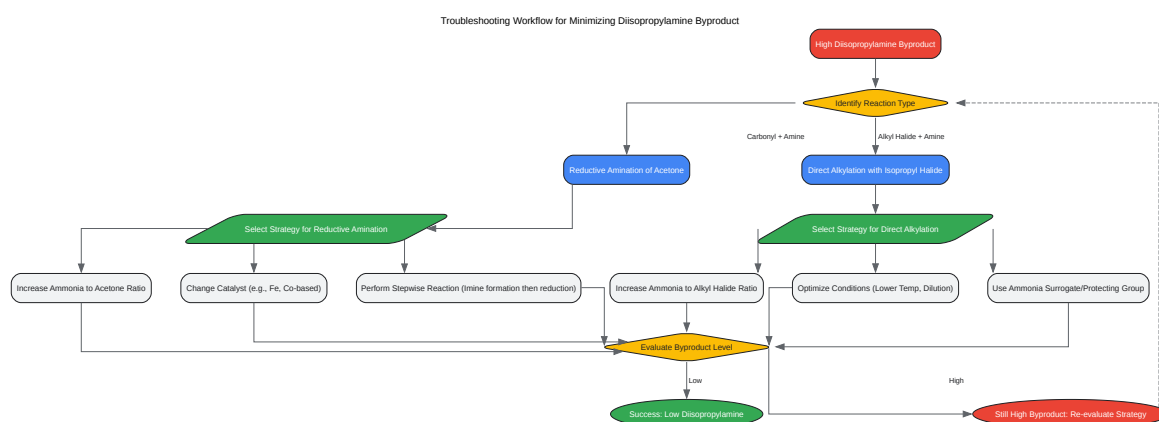 Troubleshooting Workflow for Minimizing Diisopropylamine Byproduct
High Diisopropylamine Byproduct
Identify Reaction Type
Carbonyl + Amine
Alkyl Halide + Amine
Reductive Amination of Acetone
Direct Alkylation with Isopropyl Halide
Select Strategy for Reductive Amination
Select Strategy for Direct Alkylation
Increase Ammonia to Acetone Ratio
Change Catalyst (e.g., Fe, Co-based)
Perform Stepwise Reaction (Imine formation then reduction)
Increase Ammonia to Alkyl Halide Ratio
Optimize Conditions (Lower Temp, Dilution)
Use Ammonia Surrogate/Protecting Group
Evaluate Byproduct Level
Low
High
Success: Low Diisopropylamine
Still High Byproduct: Re-evaluate Strategy